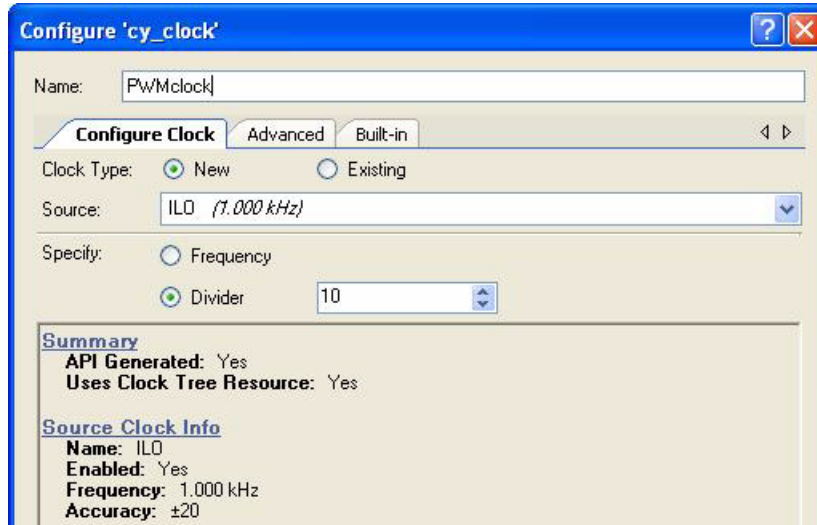 Configure 'cy_clock'
Name: PWMclock
Configure Clock Advanced Built-in
Clock Type: New Existing
Source: ILO (1.000 kHz)
Specify: Frequency
Divider 10
Summary
API Generated: Yes
Uses Clock Tree Resource: Yes
Source Clock Info
Name: ILO
Enabled: Yes
Frequency: 1.000 kHz
Accuracy: ±20